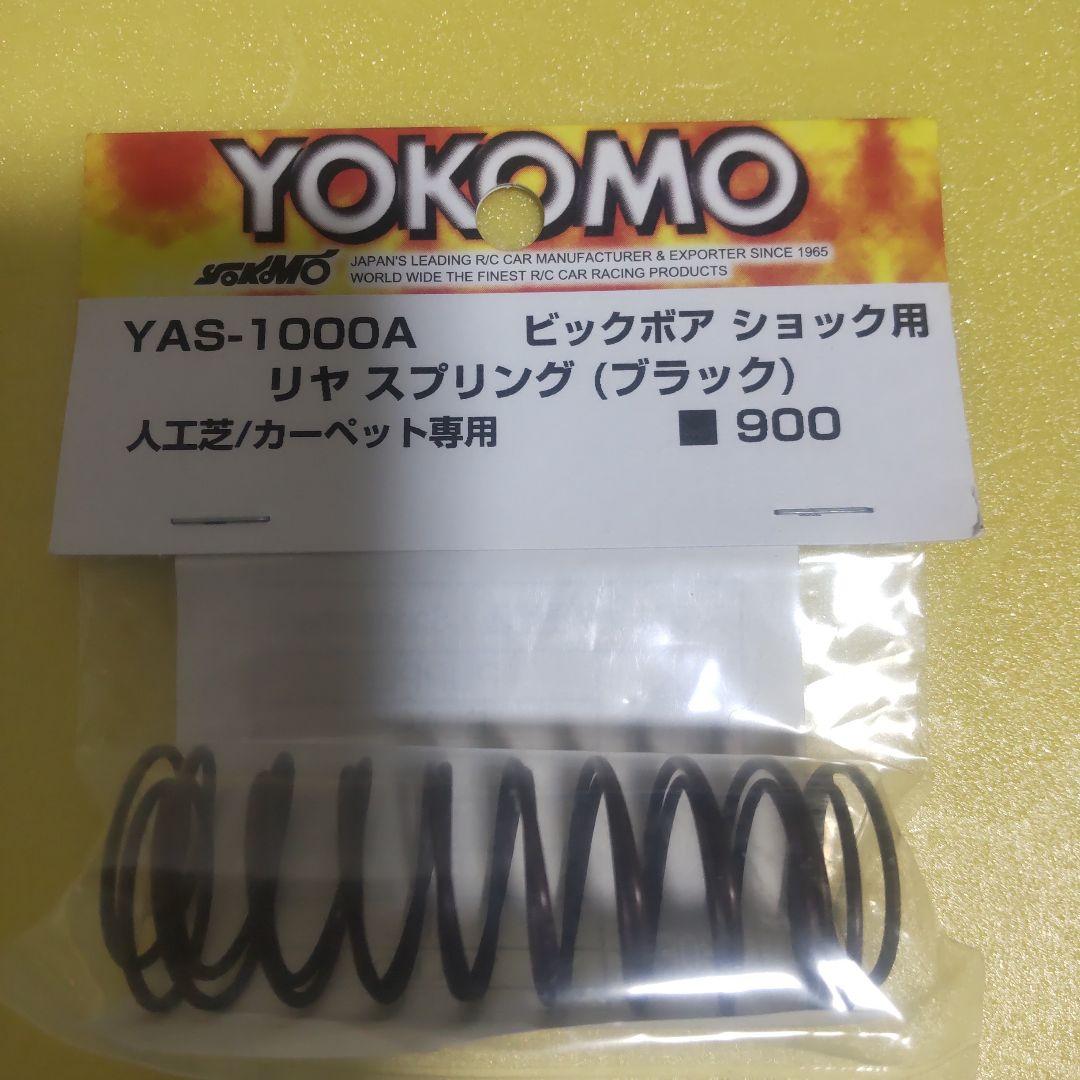 YOKOMO
YOKOMO JAPAN'S LEADING R/C CAR MANUFACTURER & EXPORTER SINCE 1965
WORLD WIDE THE FINEST R/C CAR RACING PRODUCTS
YAS-1000A ビックボア ショック用
リヤ スプリング (ブラック)
人工芝/カーペット専用 ■ 900